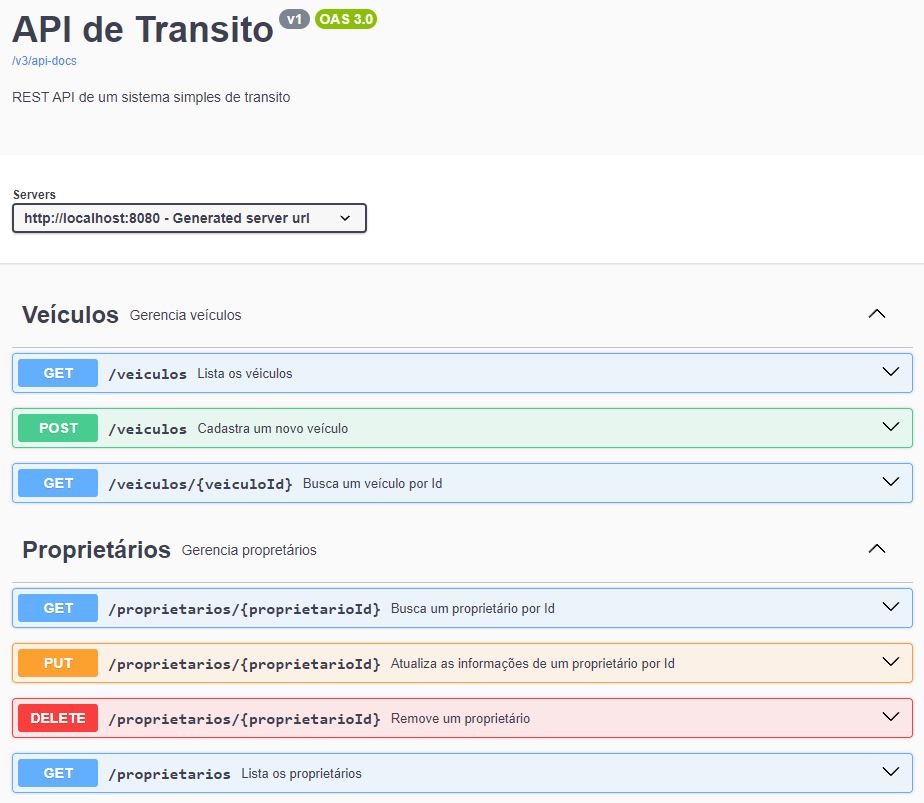 API de Transito v1 OAS 3.0
/v3/api-docs
REST API de um sistema simples de transito
Servers
http://localhost:8080 - Generated server url
Veículos Gerencia veículos
GET /veiculos Lista os véiculos
POST /veiculos Cadastra um novo veículo
GET /veiculos/{veiculoId} Busca um veículo por Id
Proprietários Gerencia propretários
GET /proprietarios/{proprietarioId} Busca um proprietário por Id
PUT /proprietarios/{proprietarioId} Atualiza as informações de um proprietário por Id
DELETE /proprietarios/{proprietarioId} Remove um proprietário
GET /proprietarios Lista os proprietários